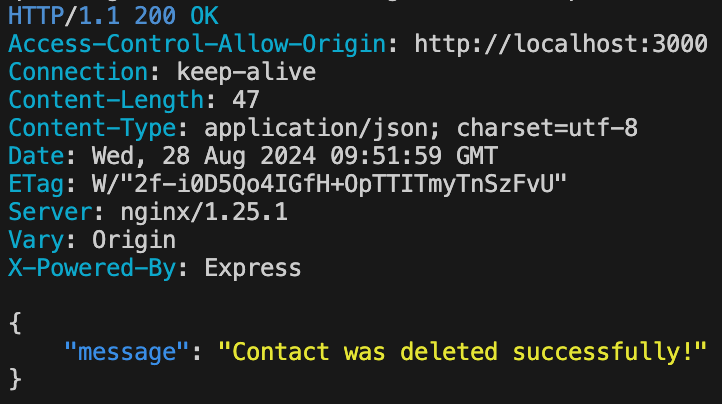 HTTP/1.1 200 OK
Access-Control-Allow-Origin: http://localhost:3000
Connection: keep-alive
Content-Length: 47
Content-Type: application/json; charset=utf-8
Date: Wed, 28 Aug 2024 09:51:59 GMT
ETag: W/"2f-i0D5Qo4IGfH+OpTTITmyTnSzFvU"
Server: nginx/1.25.1
Vary: Origin
X-Powered-By: Express

{
    "message": "Contact was deleted successfully!"
}